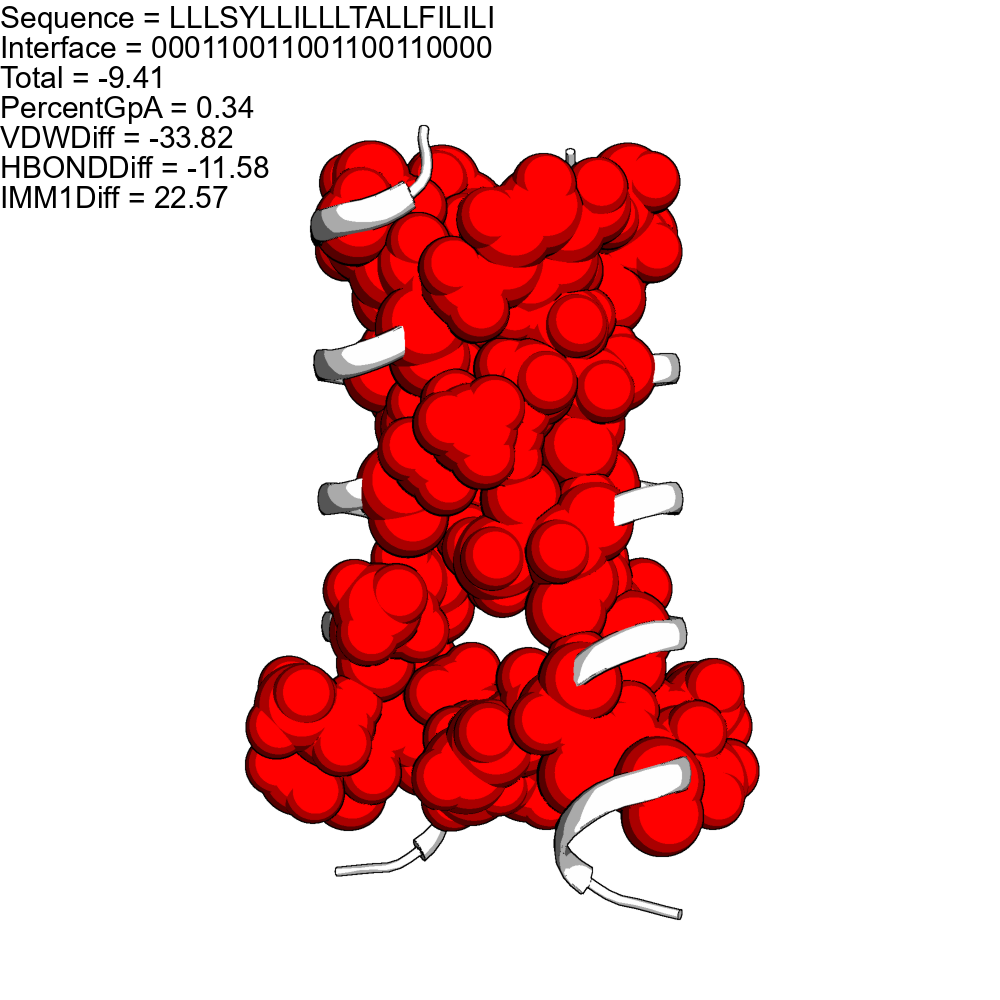 Sequence = LLLSYLLILLLTALLFILILI
Interface = 000110011001100110000
Total = -9.41
PercentGpA = 0.34
VDWDiff = -33.82
HBONDDiff = -11.58
IMM1Diff = 22.57